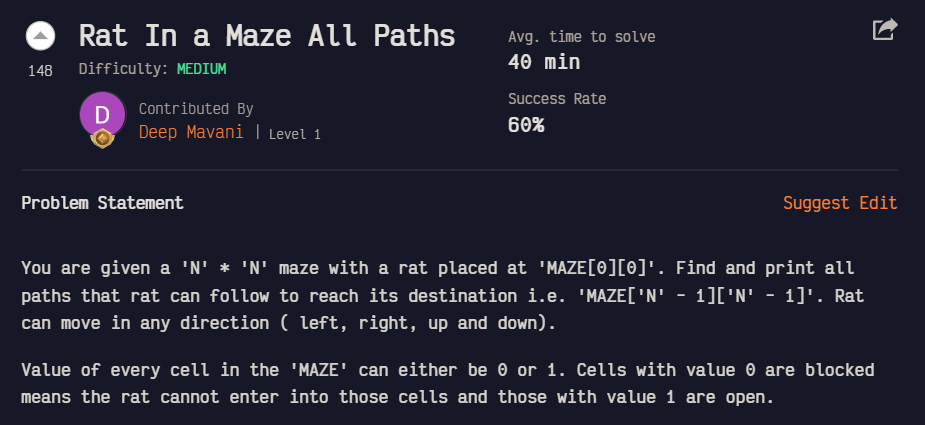 Rat In a Maze All Paths
148
Difficulty: MEDIUM
D
Contributed By
Deep Mavani | Level 1
Avg. time to solve
40 min
Success Rate
60%
Problem Statement
Suggest Edit
You are given a 'N' * 'N' maze with a rat placed at 'MAZE[0][0]'. Find and print all
paths that rat can follow to reach its destination i.e. 'MAZE['N' - 1]['N' - 1]'. Rat
can move in any direction ( left, right, up and down).
Value of every cell in the 'MAZE' can either be 0 or 1. Cells with value 0 are blocked
means the rat cannot enter into those cells and those with value 1 are open.